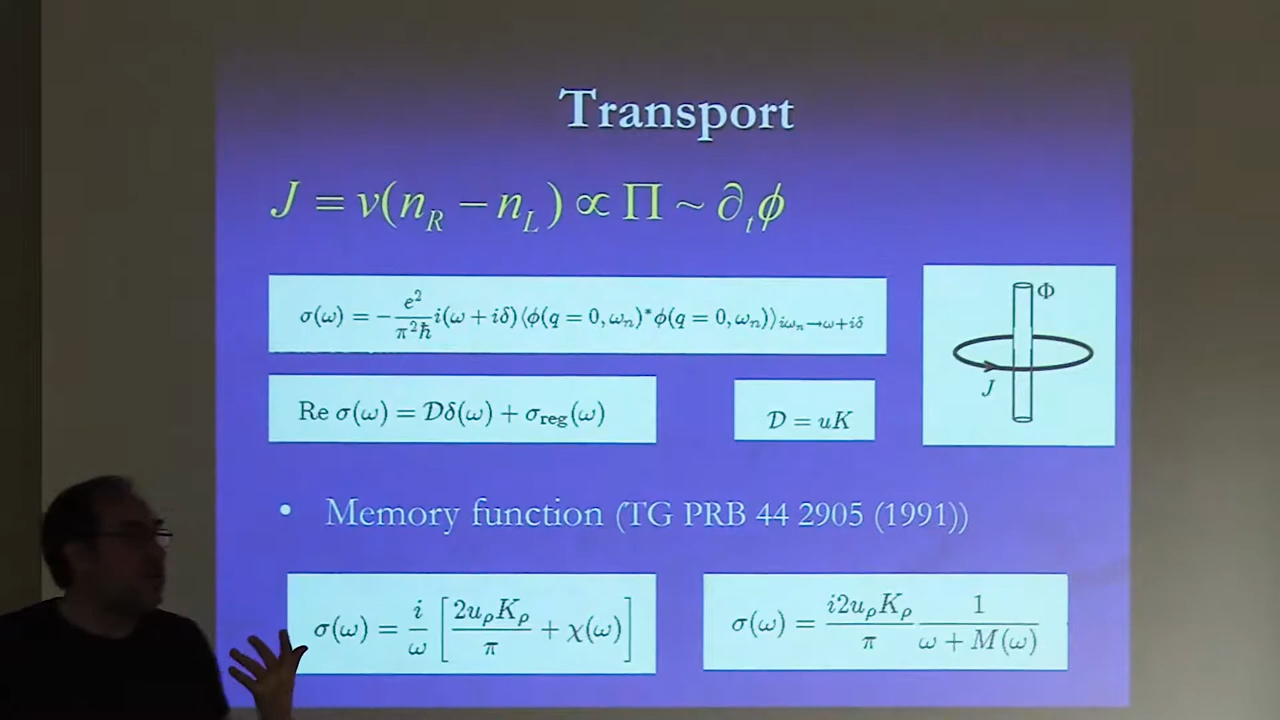 Transport
J = v(n_R − n_L) ∝ Π ~ ∂_tϕ
σ(ω) = −e²/π²ħ i(ω + iδ)⟨ϕ(q = 0, ω_n)*ϕ(q = 0, ω_n)⟩_{iω_n→ω+iδ}
Φ
J
Re σ(ω) = 𝒟δ(ω) + σ_reg(ω)
𝒟 = uK
• Memory function (TG PRB 44 2905 (1991))
σ(ω) = i/ω [2u_ρK_ρ/π + χ(ω)]
σ(ω) = i2u_ρK_ρ/π 1/ω + M(ω)